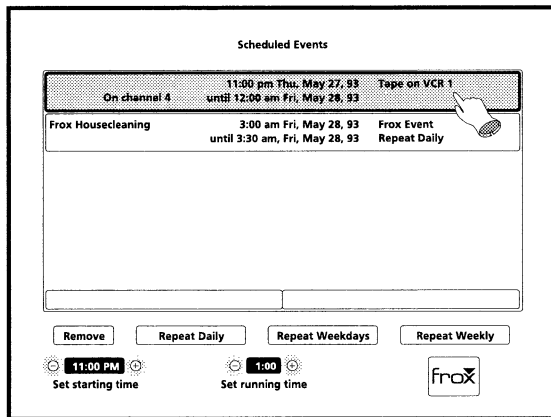 Scheduled Events
11:00 pm Thu, May 27, 93 Tape on VCR 1
On channel 4 until 12:00 am Fri, May 28, 93
Frox Housecleaning 3:00 am Fri, May 28, 93 Frox Event
until 3:30 am, Fri, May 28, 93 Repeat Daily
Remove Repeat Daily Repeat Weekdays Repeat Weekly
11:00 PM 1:00
Set starting time Set running time
frox